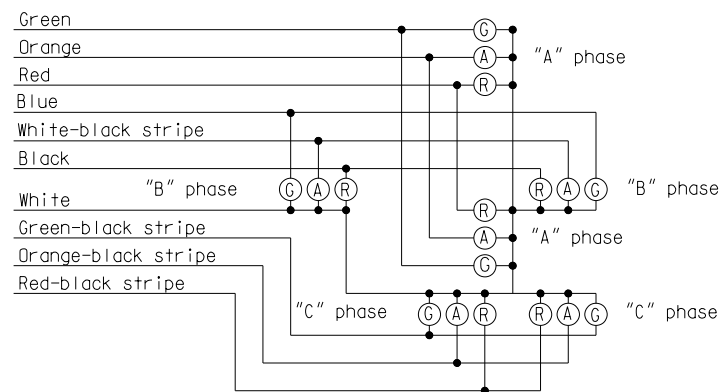 Green
G
Orange
A
"A" phase
Red
R
Blue
White-black stripe
Black
"B" phase
G A R
R A G
"B" phase
White
R
Green-black stripe
A
"A" phase
Orange-black stripe
G
Red-black stripe
"C" phase
G A R
R A G
"C" phase